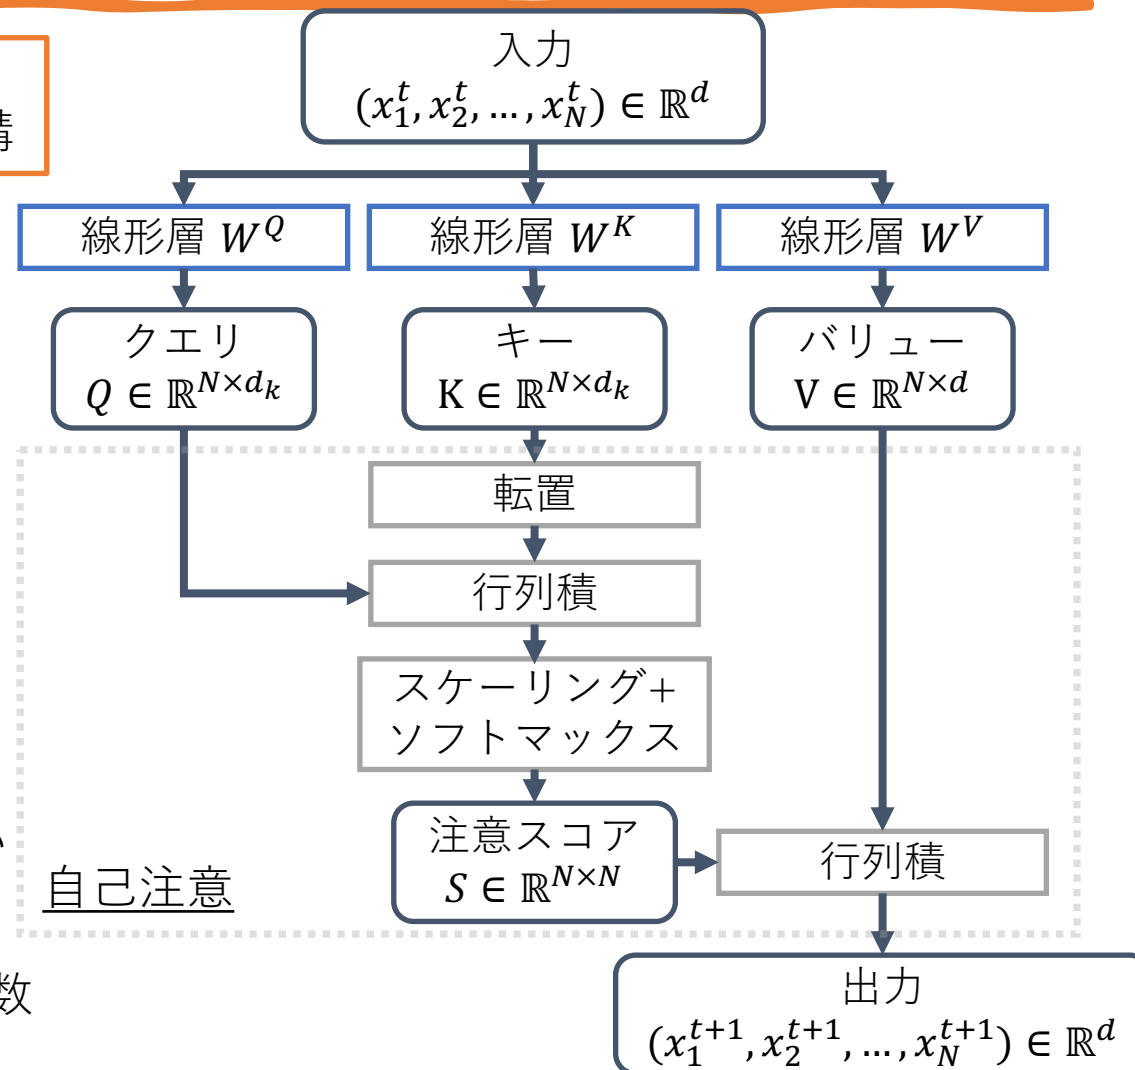 入力
(x_1^t, x_2^t, …, x_N^t) ∈ ℝ^d
構
線形層 W^Q
線形層 W^K
線形層 W^V
クエリ
Q ∈ ℝ^{N×d_k}
キー
K ∈ ℝ^{N×d_k}
バリュー
V ∈ ℝ^{N×d}
転置
行列積
スケーリング+
ソフトマックス
注意スコア
S ∈ ℝ^{N×N}
行列積
自己注意
数
出力
(x_1^{t+1}, x_2^{t+1}, …, x_N^{t+1}) ∈ ℝ^d